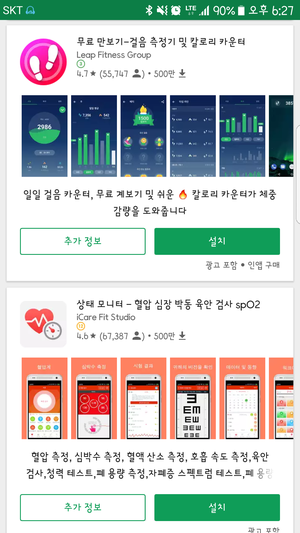 SKT LTE 90% 오후 6:27
무료 만보기-걸음 측정기 및 칼로리 카운터
Leap Fitness Group
3
4.7★ (55,747 ) • 500만
2986
일일 걸음 카운터, 무료 계보기 및 쉬운 🔥 칼로리 카운터가 체중
감량을 도와줍니다
추가 정보 설치
광고 포함 • 인앱 구매
상태 모니터 - 혈압 심장 박동 육안 검사 spO2
iCare Fit Studio
12
4.6★ (67,387 ) • 500만
혈압 측정, 심박수 측정, 혈액 산소 측정, 호흡 속도 측정,육안
검사,청력 테스트,폐 용량 측정,자폐증 스펙트럼 테스트,폐 용량
추가 정보 설치
광고 포함